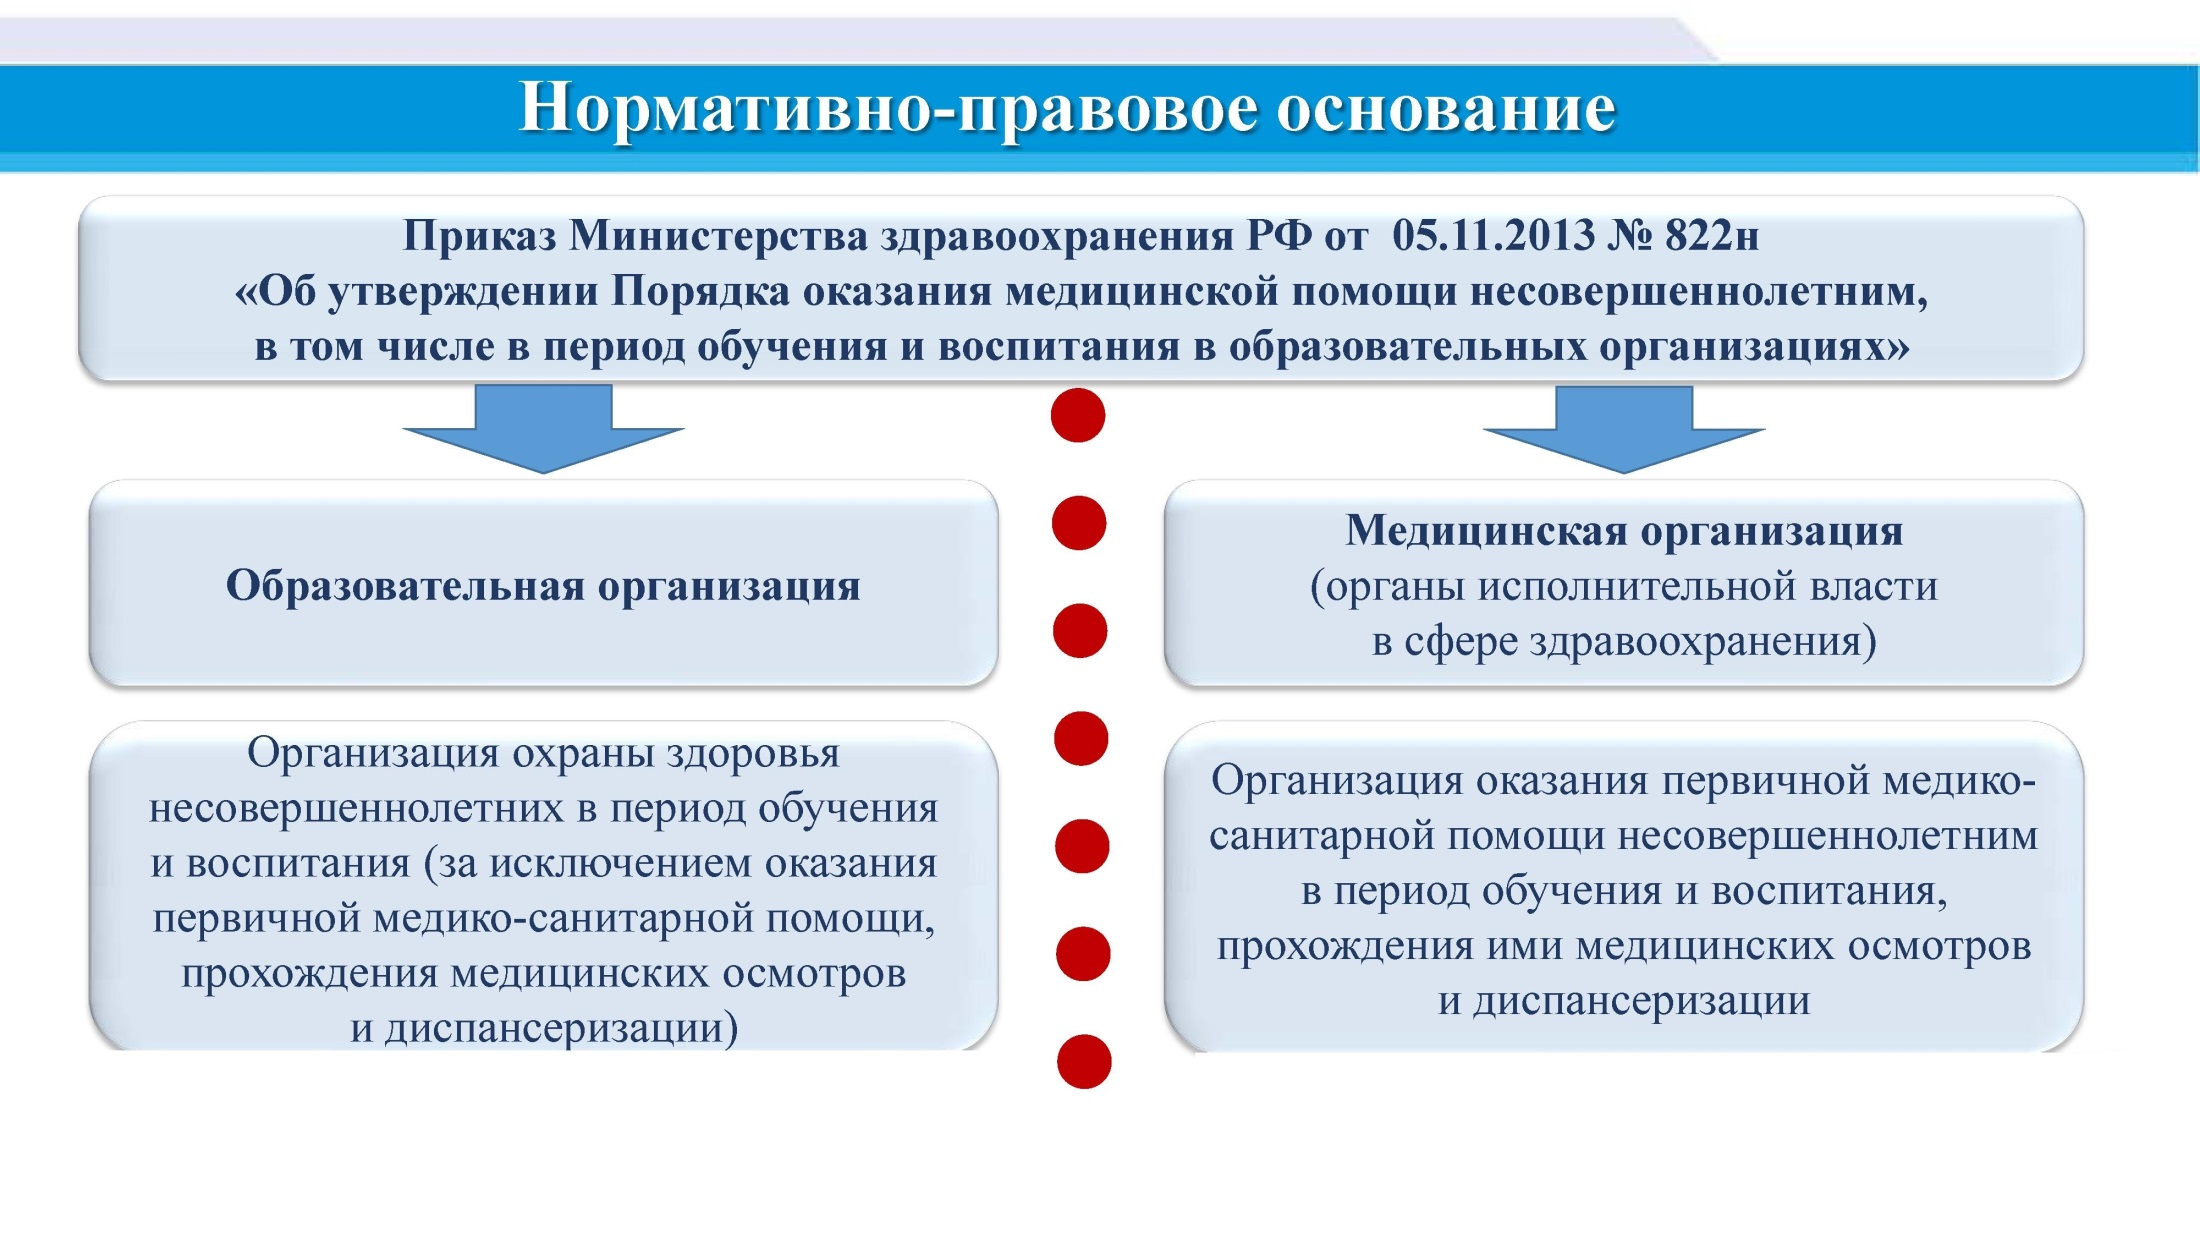 Нормативно-правовое основание
Приказ Министерства здравоохранения РФ от 05.11.2013 № 822н
«Об утверждении Порядка оказания медицинской помощи несовершеннолетним,
в том числе в период обучения и воспитания в образовательных организациях»
Образовательная организация
Медицинская организация
(органы исполнительной власти
в сфере здравоохранения)
Организация охраны здоровья
несовершеннолетних в период обучения
и воспитания (за исключением оказания
первичной медико-санитарной помощи,
прохождения медицинских осмотров
и диспансеризации)
Организация оказания первичной медико-
санитарной помощи несовершеннолетним
в период обучения и воспитания,
прохождения ими медицинских осмотров
и диспансеризации